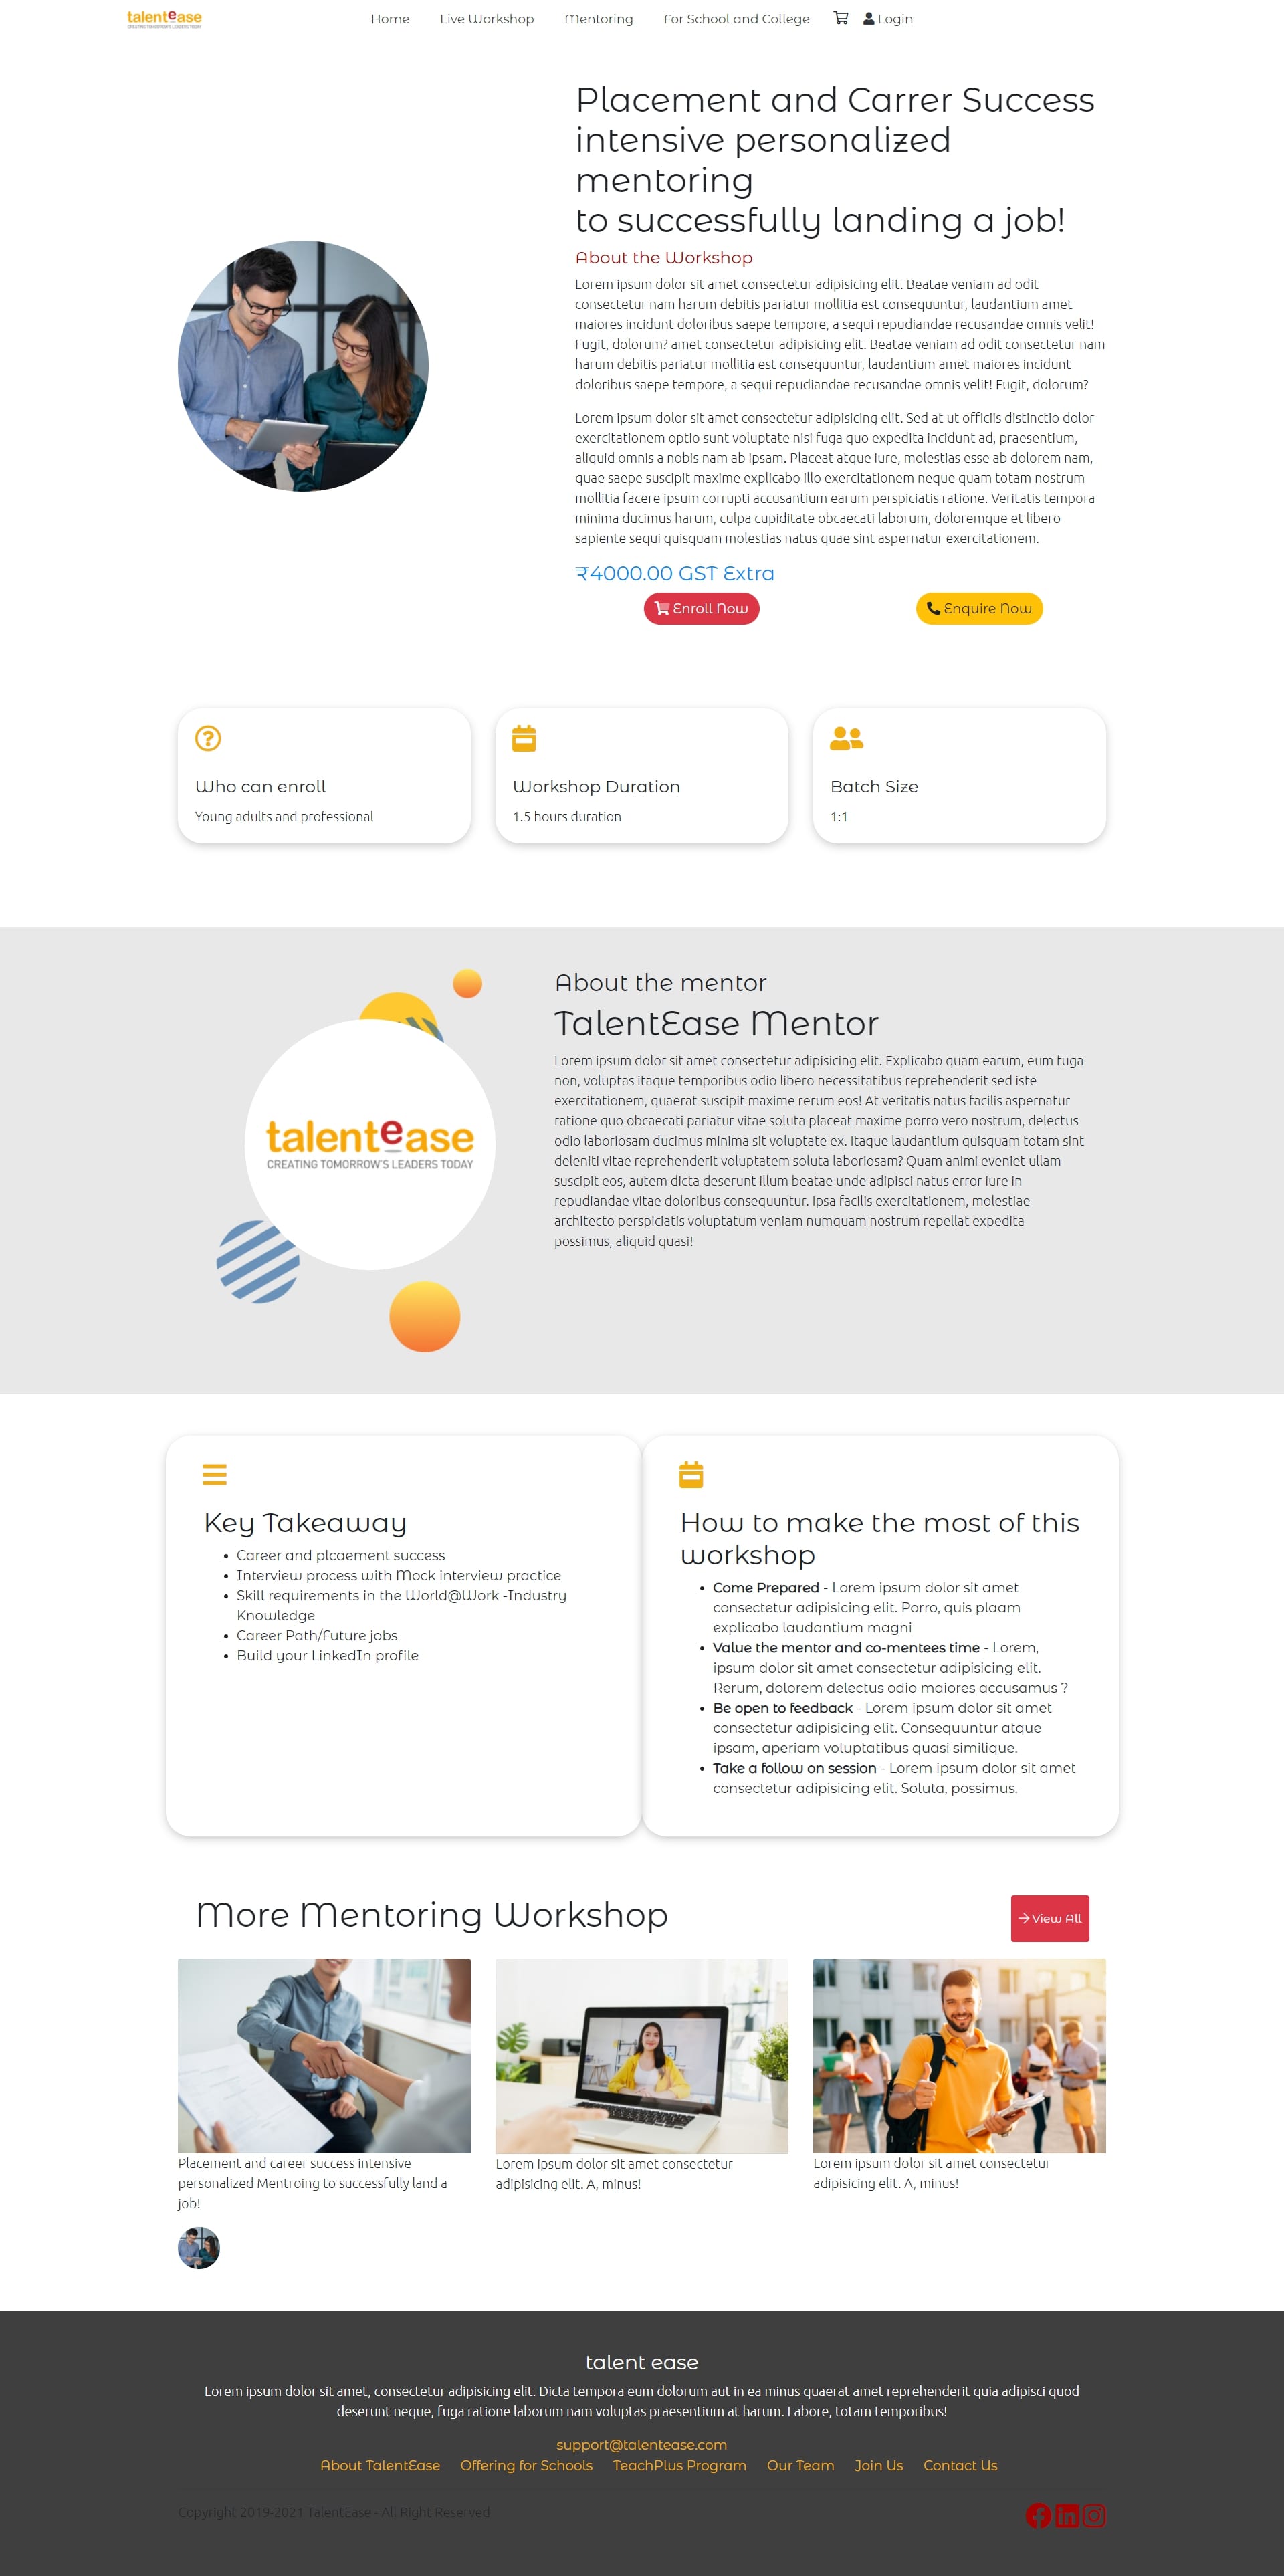 talentease
CREATING TOMORROW'S LEADERS TODAY
Home Live Workshop Mentoring For School and College Login
Placement and Carrer Success
intensive personalized
mentoring
to successfully landing a job!
About the Workshop
Lorem ipsum dolor sit amet consectetur adipisicing elit. Beatae veniam ad odit
consectetur nam harum debitis pariatur mollitia est consequuntur, laudantium amet
maiores incidunt doloribus saepe tempore, a sequi repudiandae recusandae omnis velit!
Fugit, dolorum? amet consectetur adipisicing elit. Beatae veniam ad odit consectetur nam
harum debitis pariatur mollitia est consequuntur, laudantium amet maiores incidunt
doloribus saepe tempore, a sequi repudiandae recusandae omnis velit! Fugit, dolorum?
Lorem ipsum dolor sit amet consectetur adipisicing elit. Sed at ut officiis distinctio dolor
exercitationem optio sunt voluptate nisi fuga quo expedita incidunt ad, praesentium,
aliquid omnis a nobis nam ab ipsam. Placeat atque iure, molestias esse ab dolorem nam,
quae saepe suscipit maxime explicabo illo exercitationem neque quam totam nostrum
mollitia facere ipsum corrupti accusantium earum perspiciatis ratione. Veritatis tempora
minima ducimus harum, culpa cupiditate obcaecati laborum, doloremque et libero
sapiente sequi quisquam molestias natus quae sint aspernatur exercitationem.
₹4000.00 GST Extra
Enroll Now Enquire Now
Who can enroll
Young adults and professional
Workshop Duration
1.5 hours duration
Batch Size
1:1
talentease
CREATING TOMORROW'S LEADERS TODAY
About the mentor
TalentEase Mentor
Lorem ipsum dolor sit amet consectetur adipisicing elit. Explicabo quam earum, eum fuga
non, voluptas itaque temporibus odio libero necessitatibus reprehenderit sed iste
exercitationem, quaerat suscipit maxime rerum eos! At veritatis natus facilis aspernatur
ratione quo obcaecati pariatur vitae soluta placeat maxime porro vero nostrum, delectus
odio laboriosam ducimus minima sit voluptate ex. Itaque laudantium quisquam totam sint
deleniti vitae reprehenderit voluptatem soluta laboriosam? Quam animi eveniet ullam
suscipit eos, autem dicta deserunt illum beatae unde adipisci natus error iure in
repudiandae vitae doloribus consequuntur. Ipsa facilis exercitationem, molestiae
architecto perspiciatis voluptatum veniam numquam nostrum repellat expedita
possimus, aliquid quasi!
Key Takeaway
• Career and plcaement success
• Interview process with Mock interview practice
• Skill requirements in the World@Work -Industry
Knowledge
• Career Path/Future jobs
• Build your LinkedIn profile
How to make the most of this
workshop
• Come Prepared - Lorem ipsum dolor sit amet
consectetur adipisicing elit. Porro, quis plaam
explicabo laudantium magni
• Value the mentor and co-mentees time - Lorem,
ipsum dolor sit amet consectetur adipisicing elit.
Rerum, dolorem delectus odio maiores accusamus ?
• Be open to feedback - Lorem ipsum dolor sit amet
consectetur adipisicing elit. Consequuntur atque
ipsam, aperiam voluptatibus quasi similique.
• Take a follow on session - Lorem ipsum dolor sit amet
consectetur adipisicing elit. Soluta, possimus.
More Mentoring Workshop
View All
Placement and career success intensive
personalized Mentroing to successfully land a
job!
Lorem ipsum dolor sit amet consectetur
adipisicing elit. A, minus!
Lorem ipsum dolor sit amet consectetur
adipisicing elit. A, minus!
talent ease
Lorem ipsum dolor sit amet, consectetur adipisicing elit. Dicta tempora eum dolorum aut in ea minus quaerat amet reprehenderit quia adipisci quod
deserunt neque, fuga ratione laborum nam voluptas praesentium at harum. Labore, totam temporibus!
support@talentease.com
About TalentEase Offering for Schools TeachPlus Program Our Team Join Us Contact Us
Copyright 2019-2021 TalentEase - All Right Reserved